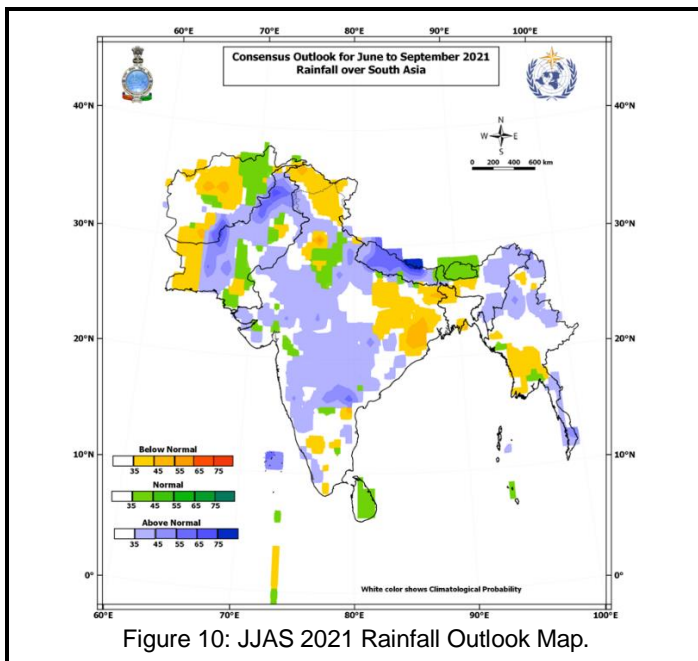 60°E 70°E 80°E 90°E 100°E
Consensus Outlook for June to September 2021
Rainfall over South Asia
N
W E
S
0 200 400 600 km
40°N 40°N
30°N 30°N
20°N 20°N
10°N 10°N
0° 0°
Below Normal
35 45 55 65 75
Normal
35 45 55 65 75
Above Normal
35 45 55 65 75
White color shows Climatological Probability
60°E 70°E 80°E 90°E 100°E
Figure 10: JJAS 2021 Rainfall Outlook Map.